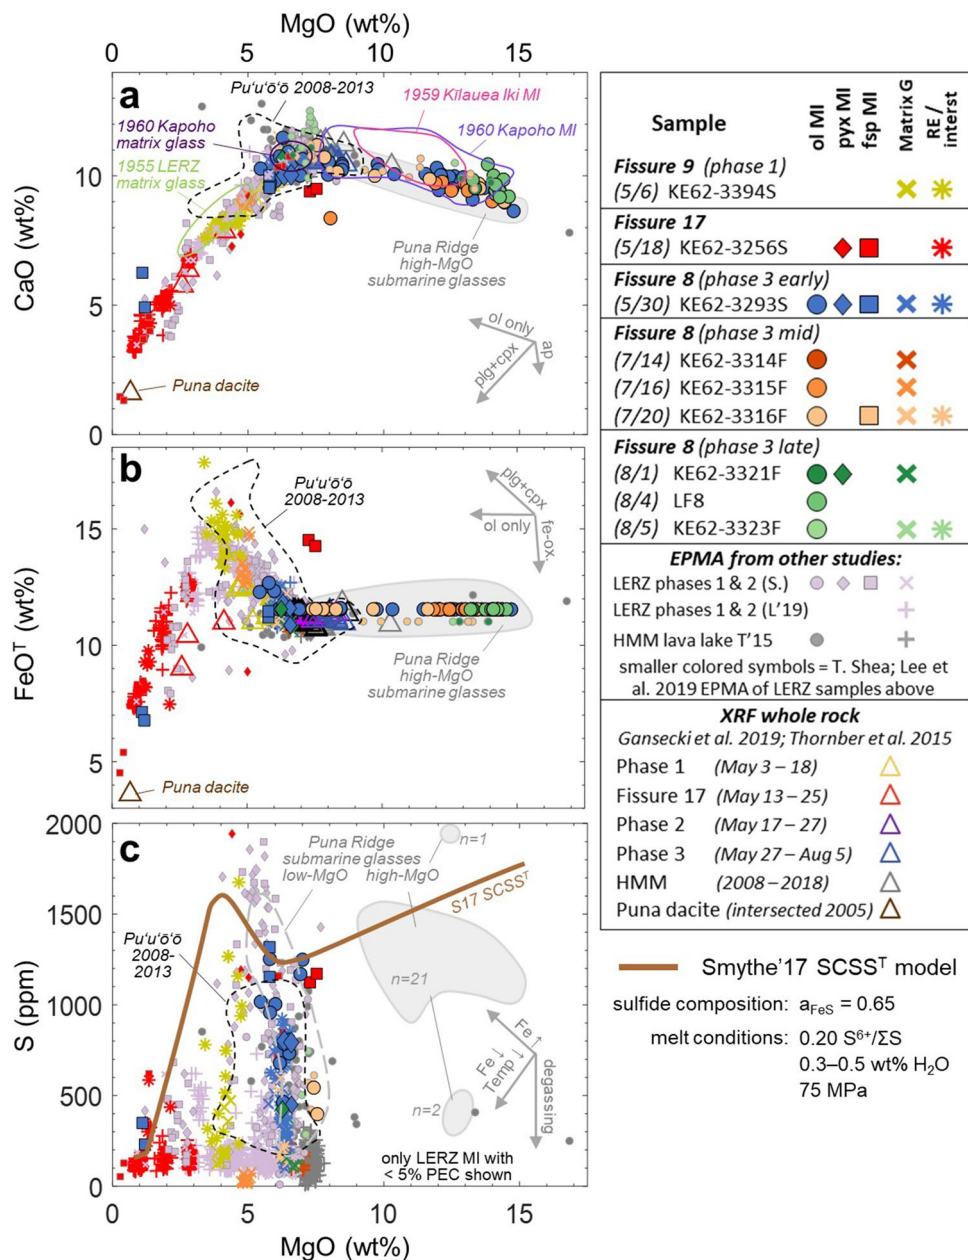 MgO (wt%)
0 5 10 15
a
Pu‘u‘ō‘ō 2008-2013
1959 Kīlauea Iki MI
1960 Kapoho
matrix glass
1960 Kapoho MI
1955 LERZ
matrix glass
10
5
0
CaO (wt%)
Puna Ridge
high-MgO
submarine glasses
ol only
ap
plg+cpx
Puna dacite
b
Pu‘u‘ō‘ō
2008-2013
plg+cpx
ol only
fe-ox.
15
10
5
FeOᵀ (wt%)
Puna Ridge
high-MgO
submarine glasses
Puna dacite
c
2000
1500
1000
500
0
S (ppm)
Puna Ridge
submarine glasses
low-MgO high-MgO
n=1
S17 SCSSᵀ
Pu‘u‘ō‘ō
2008-
2013
n=21
Fe↑
Fe↓
Temp↓
degassing
n=2
only LERZ MI with
< 5% PEC shown
0 5 10 15
MgO (wt%)
Sample
ol MI
pyx MI
fsp MI
Matrix G
RE/
interst
Fissure 9 (phase 1)
(5/6) KE62-3394S
Fissure 17
(5/18) KE62-3256S
Fissure 8 (phase 3 early)
(5/30) KE62-3293S
Fissure 8 (phase 3 mid)
(7/14) KE62-3314F
(7/16) KE62-3315F
(7/20) KE62-3316F
Fissure 8 (phase 3 late)
(8/1) KE62-3321F
(8/4) LF8
(8/5) KE62-3323F
EPMA from other studies:
LERZ phases 1 & 2 (S.)
LERZ phases 1 & 2 (L’19)
HMM lava lake T’15
smaller colored symbols = T. Shea; Lee et
al. 2019 EPMA of LERZ samples above
XRF whole rock
Gansecki et al. 2019; Thornber et al. 2015
Phase 1 (May 3 – 18)
Fissure 17 (May 13 – 25)
Phase 2 (May 17 – 27)
Phase 3 (May 27 – Aug 5)
HMM (2008 – 2018)
Puna dacite (intersected 2005)
Smythe’17 SCSSᵀ model
sulfide composition: aFeS = 0.65
melt conditions: 0.20 S⁶⁺/ΣS
0.3–0.5 wt% H₂O
75 MPa